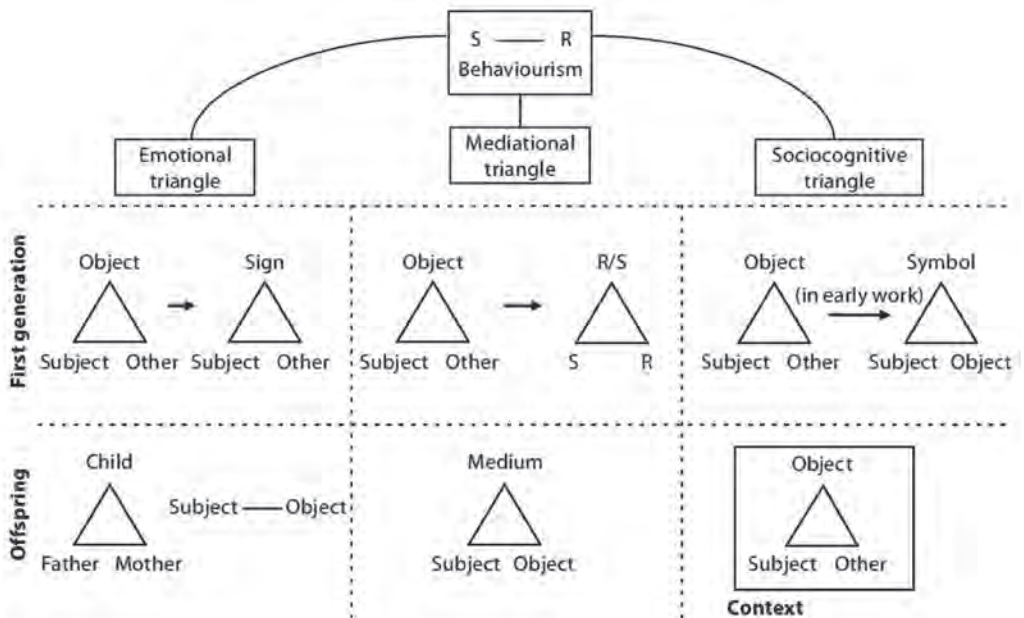 S R
Behaviourism
Emotional
triangle
Mediational
triangle
Sociocognitive
triangle
First generation
Object Sign
Subject Other Subject Other
Object R/S
Subject Other S R
Object Symbol
(in early work)
Subject Other Subject Object
Offspring
Child
Subject Object
Father Mother
Medium
Subject Object
Object
Subject Other
Context